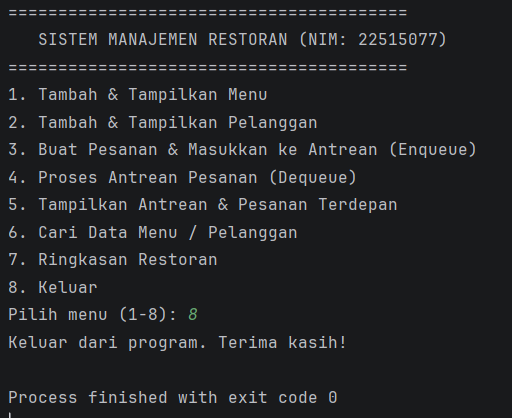 ========================================
SISTEM MANAJEMEN RESTORAN (NIM: 22515077)
========================================
1. Tambah & Tampilkan Menu
2. Tambah & Tampilkan Pelanggan
3. Buat Pesanan & Masukkan ke Antrean (Enqueue)
4. Proses Antrean Pesanan (Dequeue)
5. Tampilkan Antrean & Pesanan Terdepan
6. Cari Data Menu / Pelanggan
7. Ringkasan Restoran
8. Keluar
Pilih menu (1-8): 8
Keluar dari program. Terima kasih!
Process finished with exit code 0